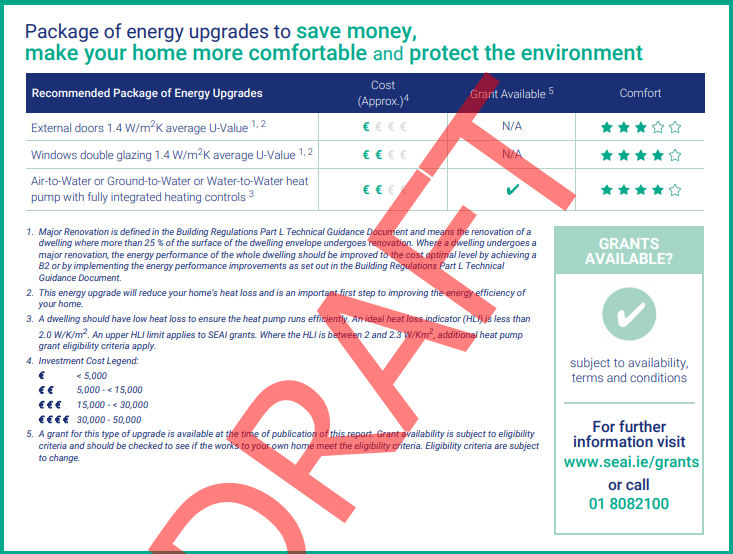 Package of energy upgrades to save money,
make your home more comfortable and protect the environment
Recommended Package of Energy Upgrades
Cost
(Approx.)4
Grant Available 5
Comfort
External doors 1.4 W/m2K average U-Value 1, 2
€ € € €
N/A
Windows double glazing 1.4 W/m2K average U-Value 1, 2
€ € € €
N/A
Air-to-Water or Ground-to-Water or Water-to-Water heat
pump with fully integrated heating controls 3
€ € € €
1. Major Renovation is defined in the Building Regulations Part L Technical Guidance Document and means the renovation of a
dwelling where more than 25 % of the surface of the dwelling envelope undergoes renovation. Where a dwelling undergoes a
major renovation, the energy performance of the whole dwelling should be improved to the cost optimal level by achieving a
B2 or by implementing the energy performance improvements as set out in the Building Regulations Part L Technical
Guidance Document.
2. This energy upgrade will reduce your home's heat loss and is an important first step to improving the energy efficiency of
your home.
3. A dwelling should have low heat loss to ensure the heat pump runs efficiently. An ideal heat loss indicator (HLI) is less than
2.0 W/K/m2. An upper HLI limit applies to SEAI grants. Where the HLI is between 2 and 2.3 W/Km2, additional heat pump
grant eligibility criteria apply.
4. Investment Cost Legend:
€ < 5,000
€ € 5,000 - < 15,000
€ € € 15,000 - < 30,000
€ € € € 30,000 - 50,000
5. A grant for this type of upgrade is available at the time of publication of this report. Grant availability is subject to eligibility
criteria and should be checked to see if the works to your own home meet the eligibility criteria. Eligibility criteria are subject
to change.
GRANTS
AVAILABLE?
subject to availability,
terms and conditions
For further
information visit
www.seai.ie/grants
or call
01 8082100
DRAFT